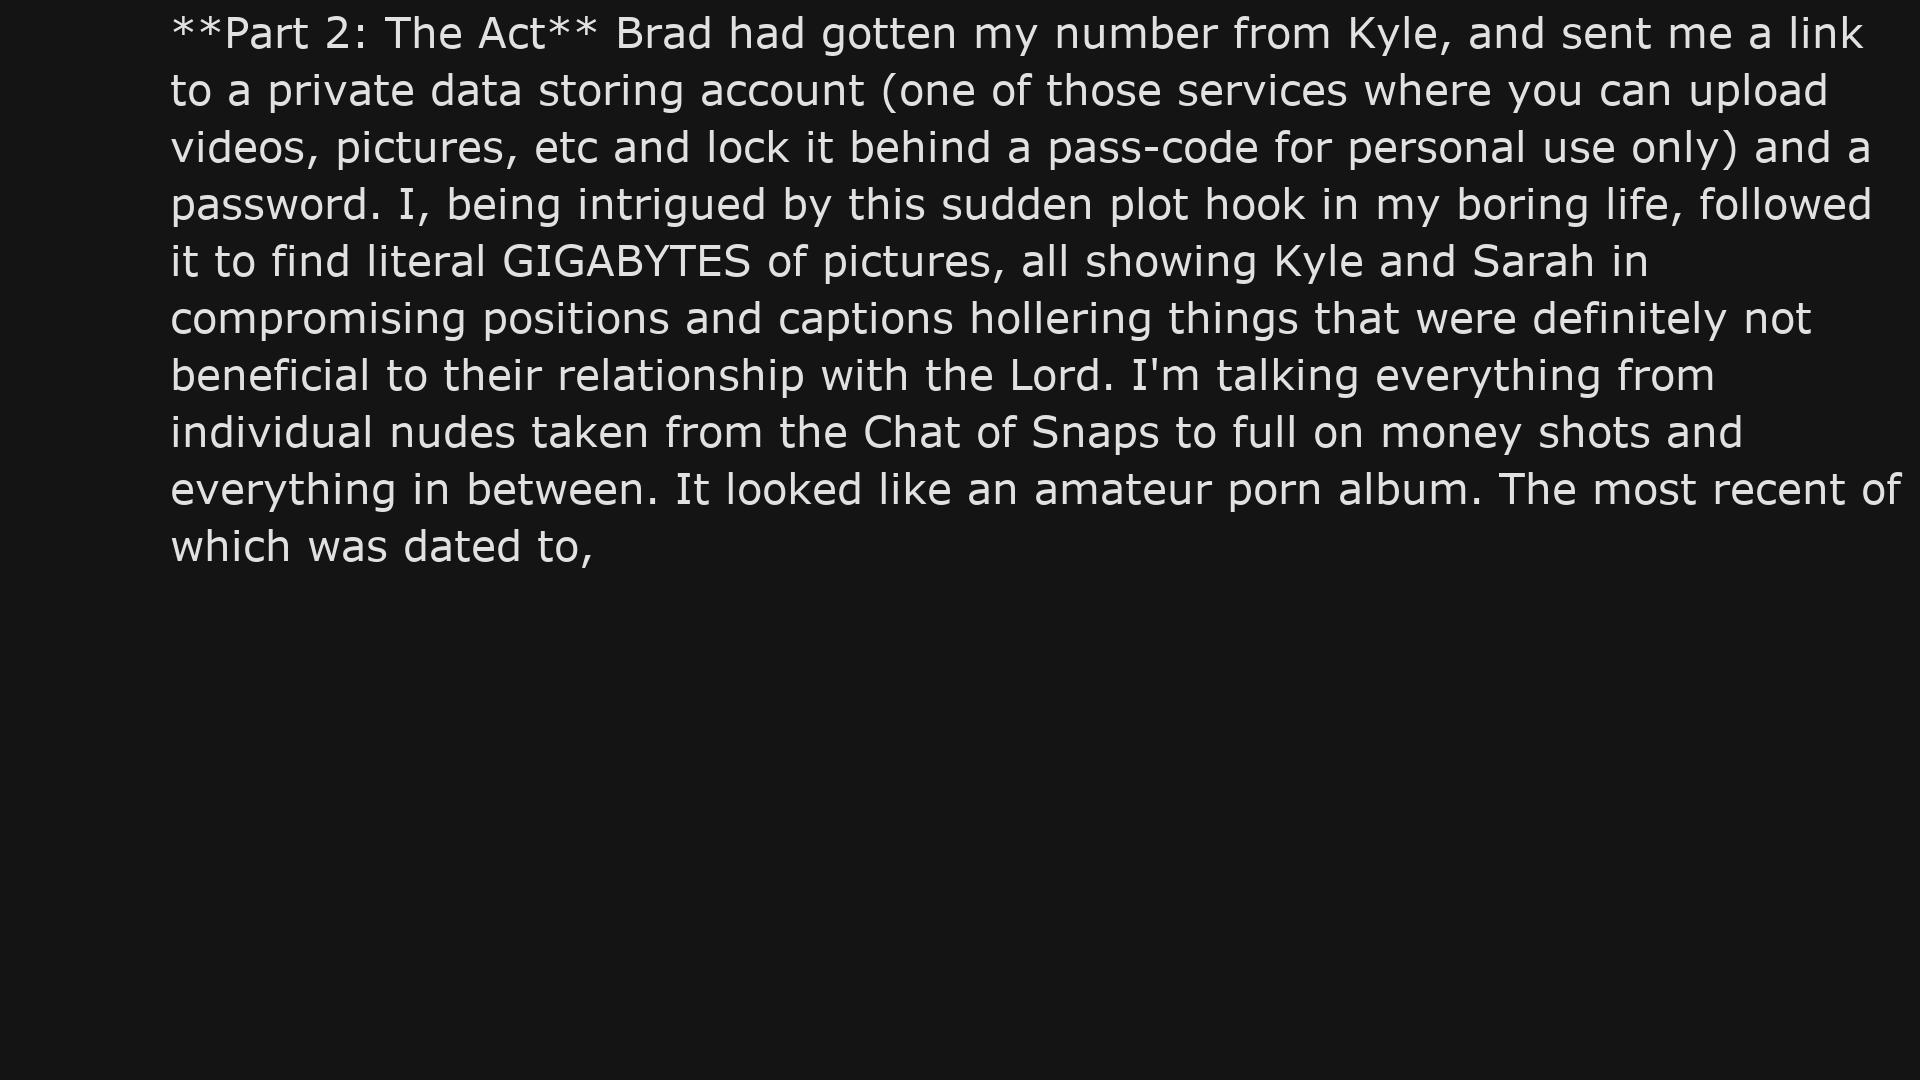 **Part 2: The Act** Brad had gotten my number from Kyle, and sent me a link
to a private data storing account (one of those services where you can upload
videos, pictures, etc and lock it behind a pass-code for personal use only) and a
password. I, being intrigued by this sudden plot hook in my boring life, followed
it to find literal GIGABYTES of pictures, all showing Kyle and Sarah in
compromising positions and captions hollering things that were definitely not
beneficial to their relationship with the Lord. I'm talking everything from
individual nudes taken from the Chat of Snaps to full on money shots and
everything in between. It looked like an amateur porn album. The most recent of
which was dated to,